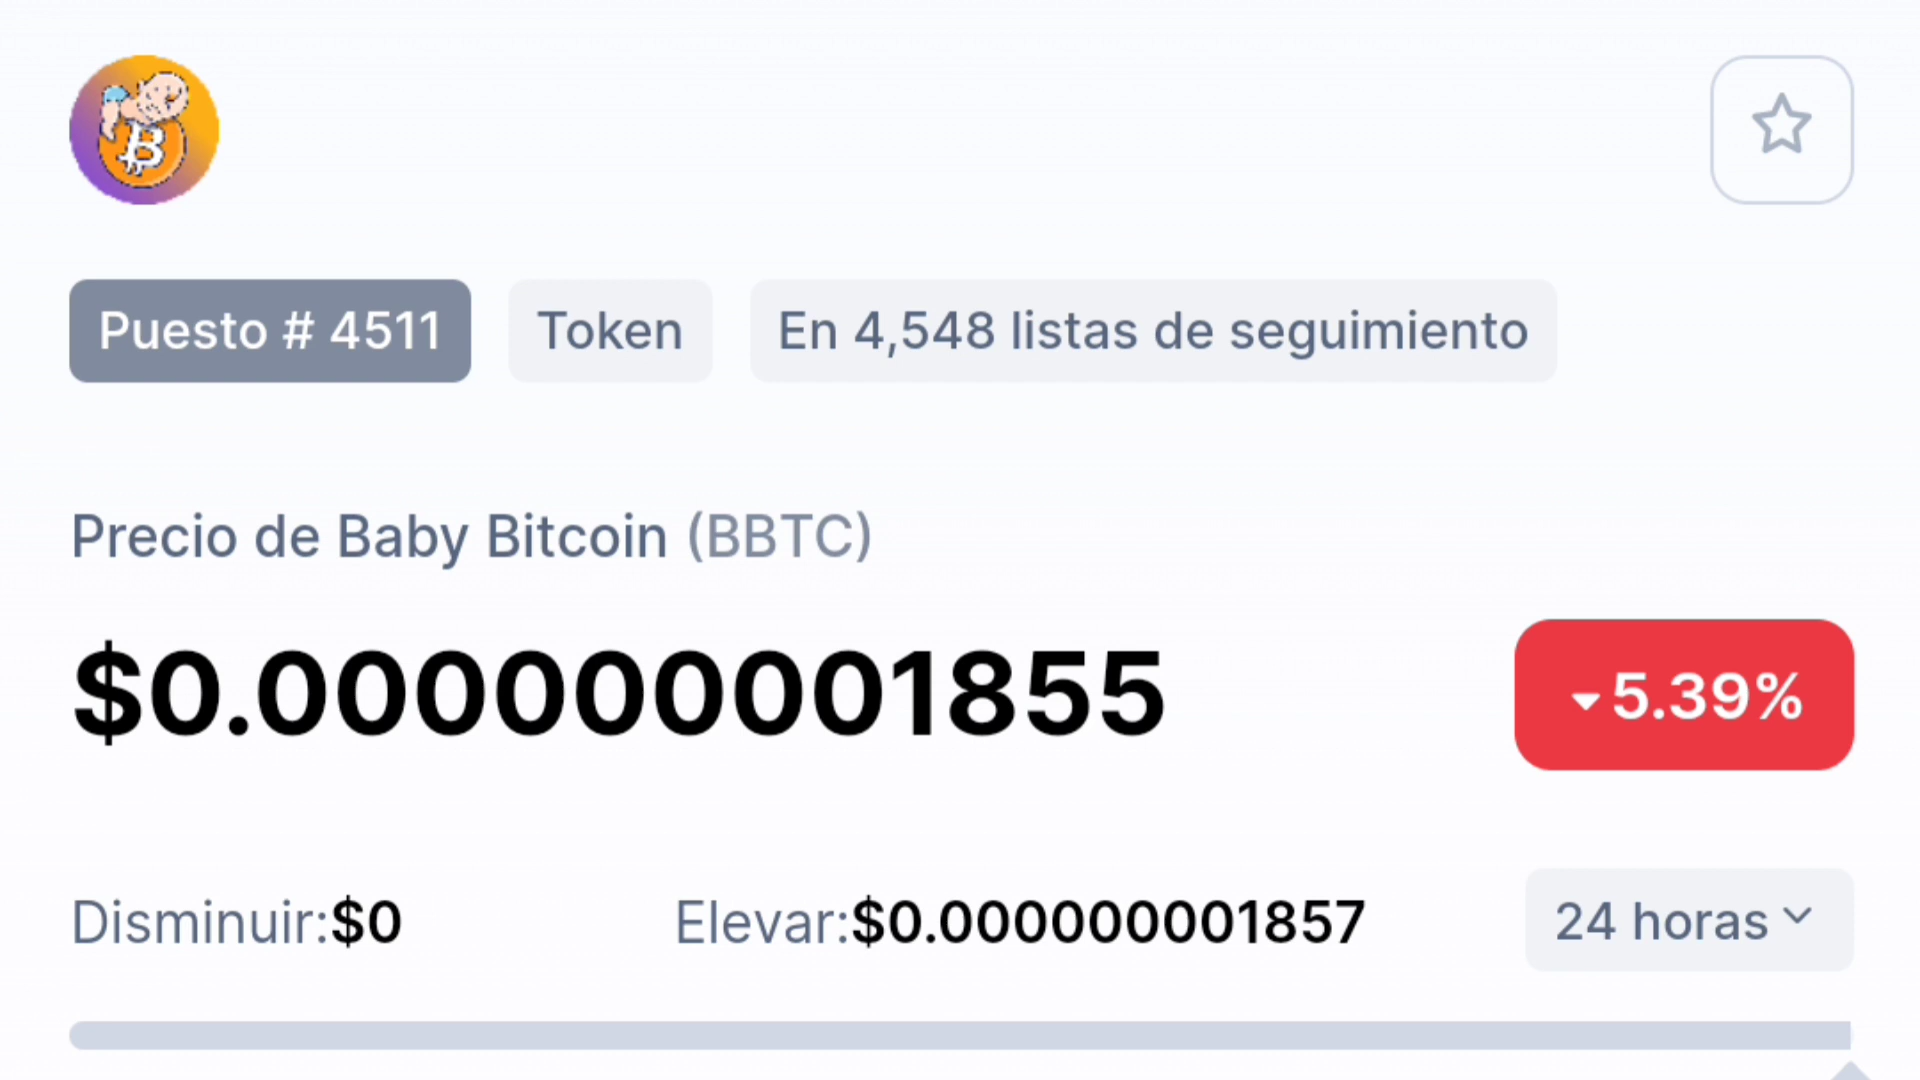 Puesto # 4511 Token En 4,548 listas de seguimiento
Precio de Baby Bitcoin (BBTC)
$0.000000001855 5.39%
Disminuir:$0 Elevar:$0.000000001857 24 horas